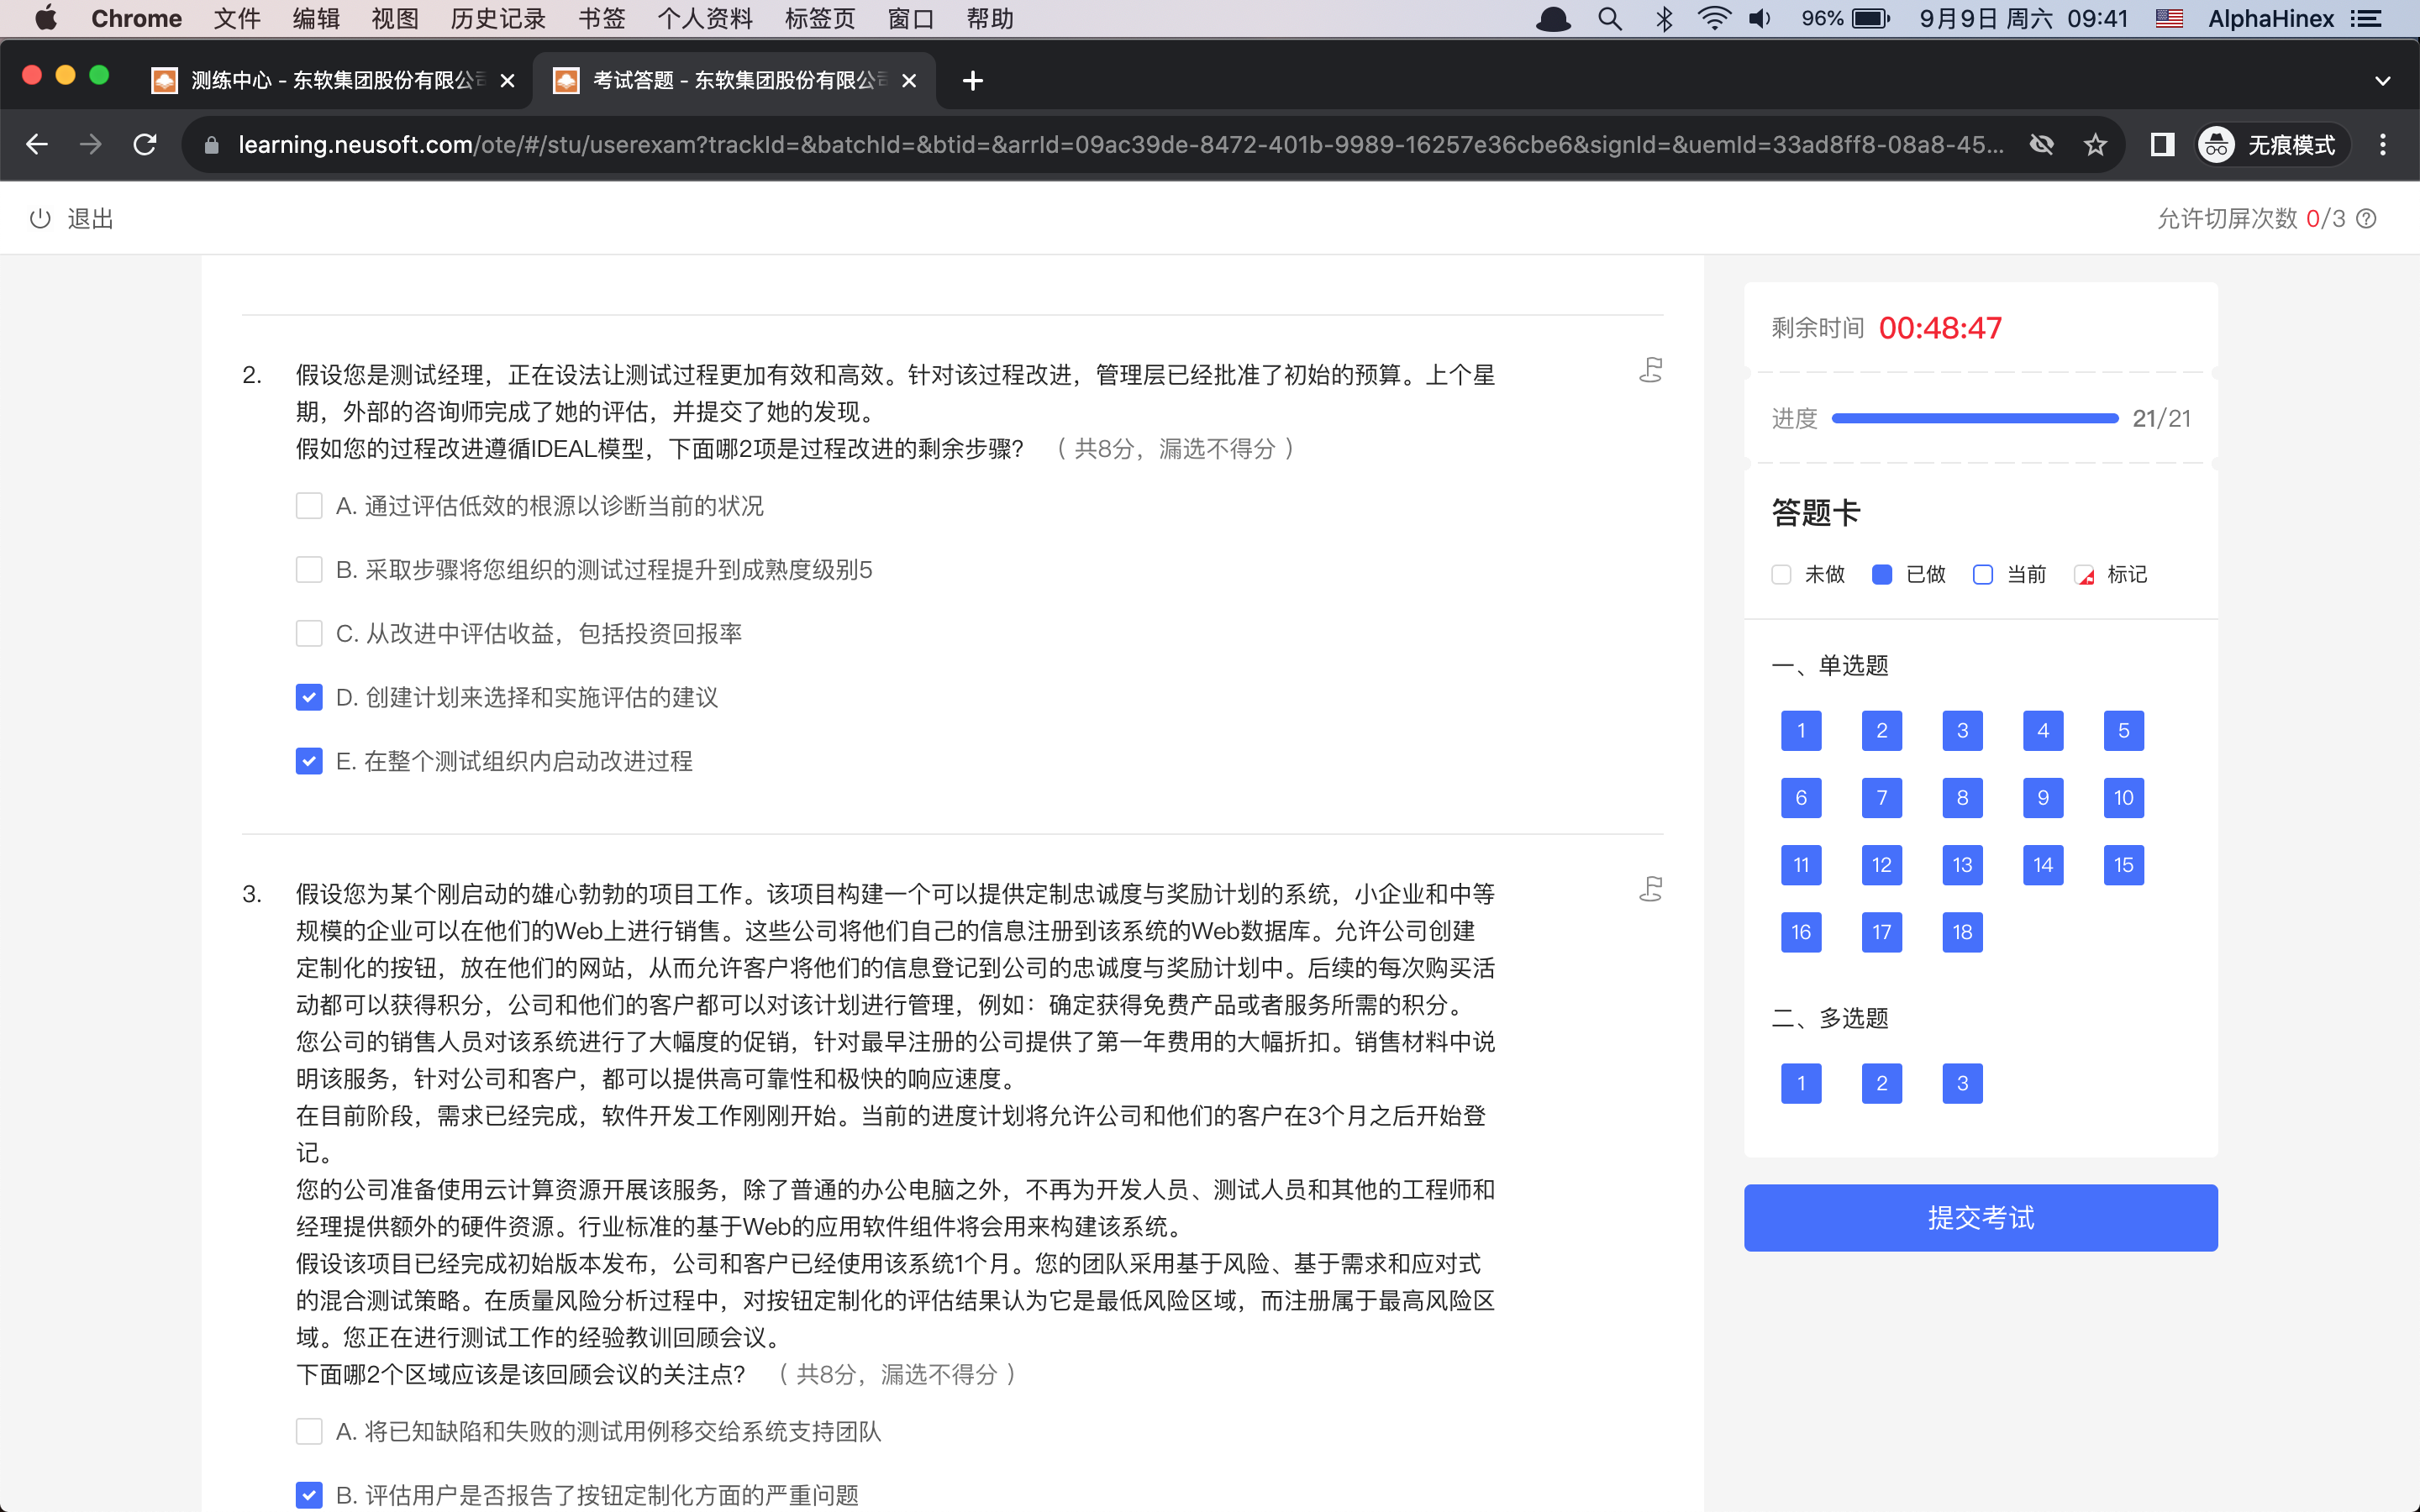 Chrome 文件 编辑 视图 历史记录 书签 个人资料 标签页 窗口 帮助 96% 9月9日 周六 09:41 AlphaHinex
测练中心 - 东软集团股份有限公司 考试答题 - 东软集团股份有限公司
learning.neusoft.com/ote/#/stu/userexam?trackId=&batchId=&btid=&arrId=09ac39de-8472-401b-9989-16257e36cbe6&signId=&uemId=33ad8ff8-08a8-45... 无痕模式
退出 允许切屏次数 0/3
2. 假设您是测试经理，正在设法让测试过程更加有效和高效。针对该过程改进，管理层已经批准了初始的预算。上个星
期，外部的咨询师完成了她的评估，并提交了她的发现。
假如您的过程改进遵循IDEAL模型，下面哪2项是过程改进的剩余步骤？ （ 共8分，漏选不得分 ）
A. 通过评估低效的根源以诊断当前的状况
B. 采取步骤将您组织的测试过程提升到成熟度级别5
C. 从改进中评估收益，包括投资回报率
D. 创建计划来选择和实施评估的建议
E. 在整个测试组织内启动改进过程
3. 假设您为某个刚启动的雄心勃勃的项目工作。该项目构建一个可以提供定制忠诚度与奖励计划的系统，小企业和中等
规模的企业可以在他们的Web上进行销售。这些公司将他们自己的信息注册到该系统的Web数据库。允许公司创建
定制化的按钮，放在他们的网站，从而允许客户将他们的信息登记到公司的忠诚度与奖励计划中。后续的每次购买活
动都可以获得积分，公司和他们的客户都可以对该计划进行管理，例如：确定获得免费产品或者服务所需的积分。
您公司的销售人员对该系统进行了大幅度的促销，针对最早注册的公司提供了第一年费用的大幅折扣。销售材料中说
明该服务，针对公司和客户，都可以提供高可靠性和极快的响应速度。
在目前阶段，需求已经完成，软件开发工作刚刚开始。当前的进度计划将允许公司和他们的客户在3个月之后开始登
记。
您的公司准备使用云计算资源开展该服务，除了普通的办公电脑之外，不再为开发人员、测试人员和其他的工程师和
经理提供额外的硬件资源。行业标准的基于Web的应用软件组件将会用来构建该系统。
假设该项目已经完成初始版本发布，公司和客户已经使用该系统1个月。您的团队采用基于风险、基于需求和应对式
的混合测试策略。在质量风险分析过程中，对按钮定制化的评估结果认为它是最低风险区域，而注册属于最高风险区
域。您正在进行测试工作的经验教训回顾会议。
下面哪2个区域应该是该回顾会议的关注点？ （ 共8分，漏选不得分 ）
A. 将已知缺陷和失败的测试用例移交给系统支持团队
B. 评估用户是否报告了按钮定制化方面的严重问题
剩余时间 00:48:47
进度 21/21
答题卡
未做 已做 当前 标记
一、单选题
1 2 3 4 5
6 7 8 9 10
11 12 13 14 15
16 17 18
二、多选题
1 2 3
提交考试